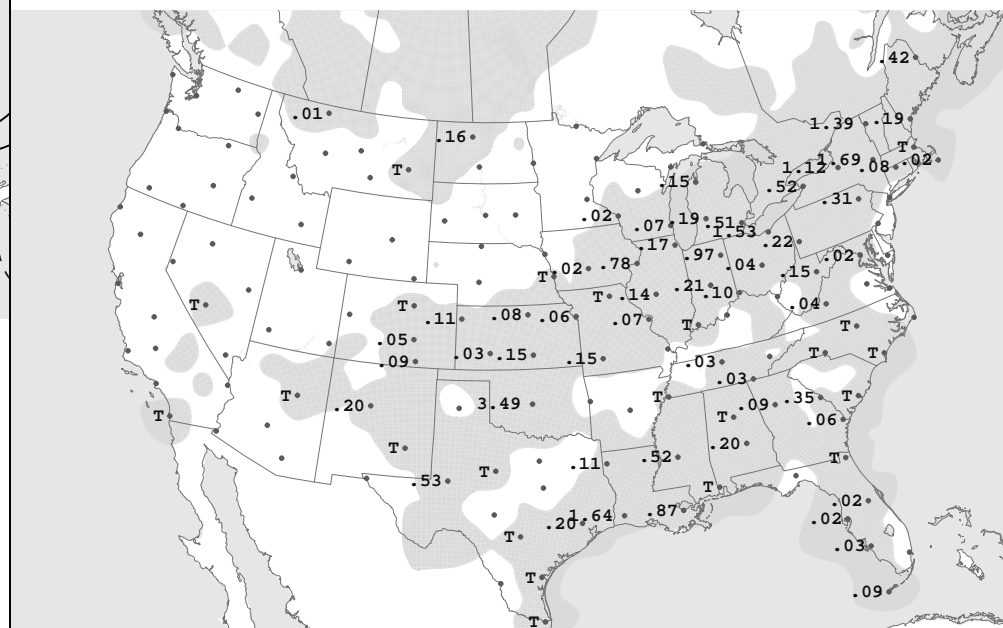 .42
.01
1.39
.19
.16
T
T
1.69
.02
1.12
.08
.15
.52
.31
.02
.19
.51
.07
1.53
.17
.22
.97
.02
.78
.04
T
.02
.15
.21
.10
T
.14
T
.04
T
.11
.08
.06
.07
T
T
.05
.03
.15
.15
T
T
.09
.03
.03
T
.20
3.49
T
.09
.35
T
T
T
.06
.20
T
.52
T
.11
T
.53
T
.02
1.64
.87
.20
.02
T
.03
T
.09
T